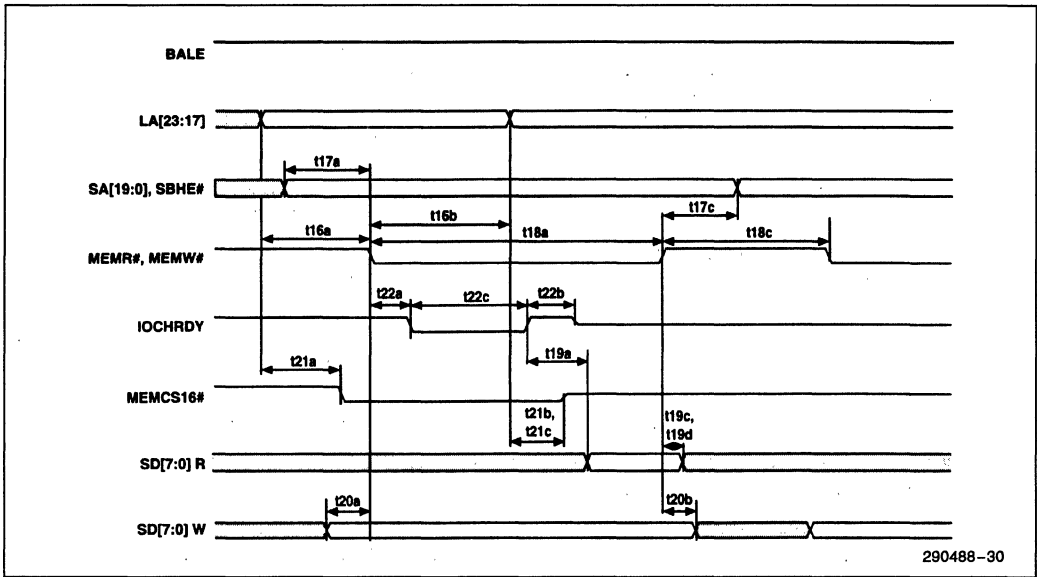 BALE
LA[23:17]
t17a
SA[19:0], SBHE#
t16b
t17c
t16a
t18a
t18c
MEMR#, MEMW#
t22a
t22c
t22b
IOCHRDY
t19a
t21a
MEMCS16#
t21b,
t21c
t19c,
t19d
SD[7:0] R
t20a
t20b
SD[7:0] W
290488-30